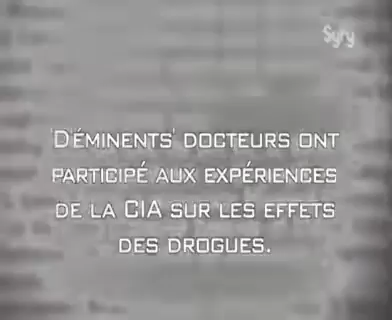 Syfy
'D'ÉMINENTS' DOCTEURS ONT
PARTICIPÉ AUX EXPÉRIENCES
DE LA CIA SUR LES EFFETS
DES DROGUES.